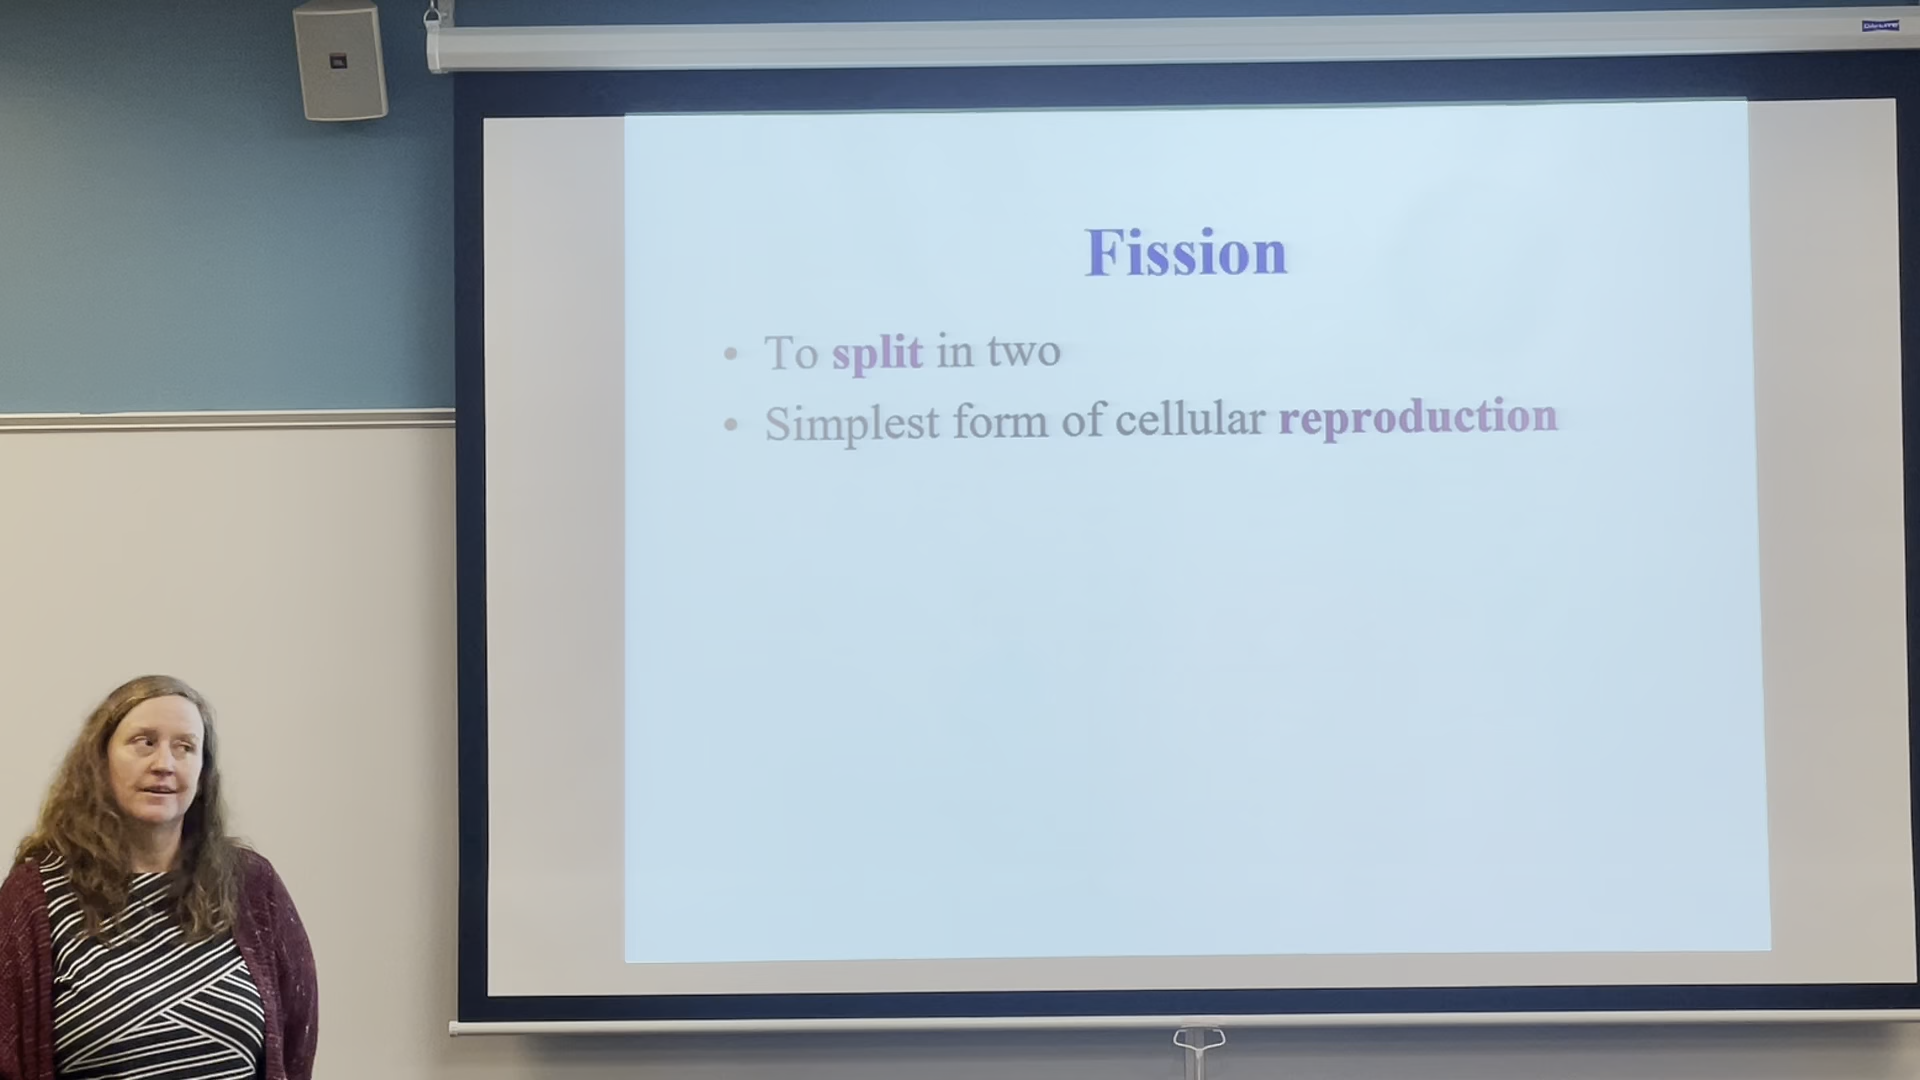 Fission
• To split in two
• Simplest form of cellular reproduction